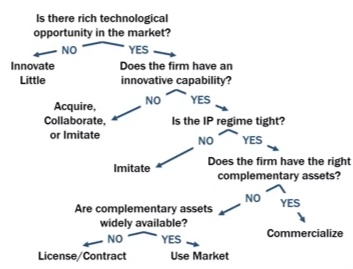 Is there rich technological
opportunity in the market?
NO
YES
Innovate
Little
Does the firm have an
innovative capability?
NO
YES
Acquire,
Collaborate,
or Imitate
Is the IP regime tight?
NO
YES
Imitate
Does the firm have the right
complementary assets?
NO
YES
Are complementary assets
widely available?
Commercialize
NO
YES
License/Contract
Use Market